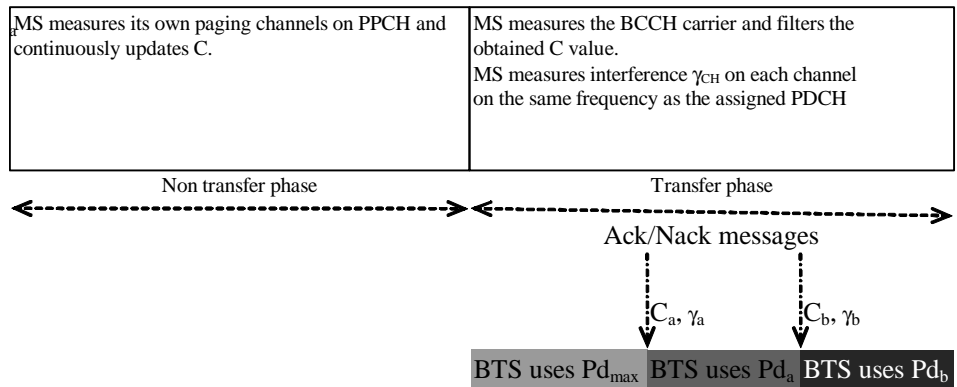 a
MS measures its own paging channels on PPCH and
continuously updates C.
MS measures the BCCH carrier and filters the
obtained C value.
MS measures interference γCH on each channel
on the same frequency as the assigned PDCH
Non transfer phase
Transfer phase
Ack/Nack messages
Ca, γa
Cb, γb
BTS uses Pdmax
BTS uses Pda
BTS uses Pdb